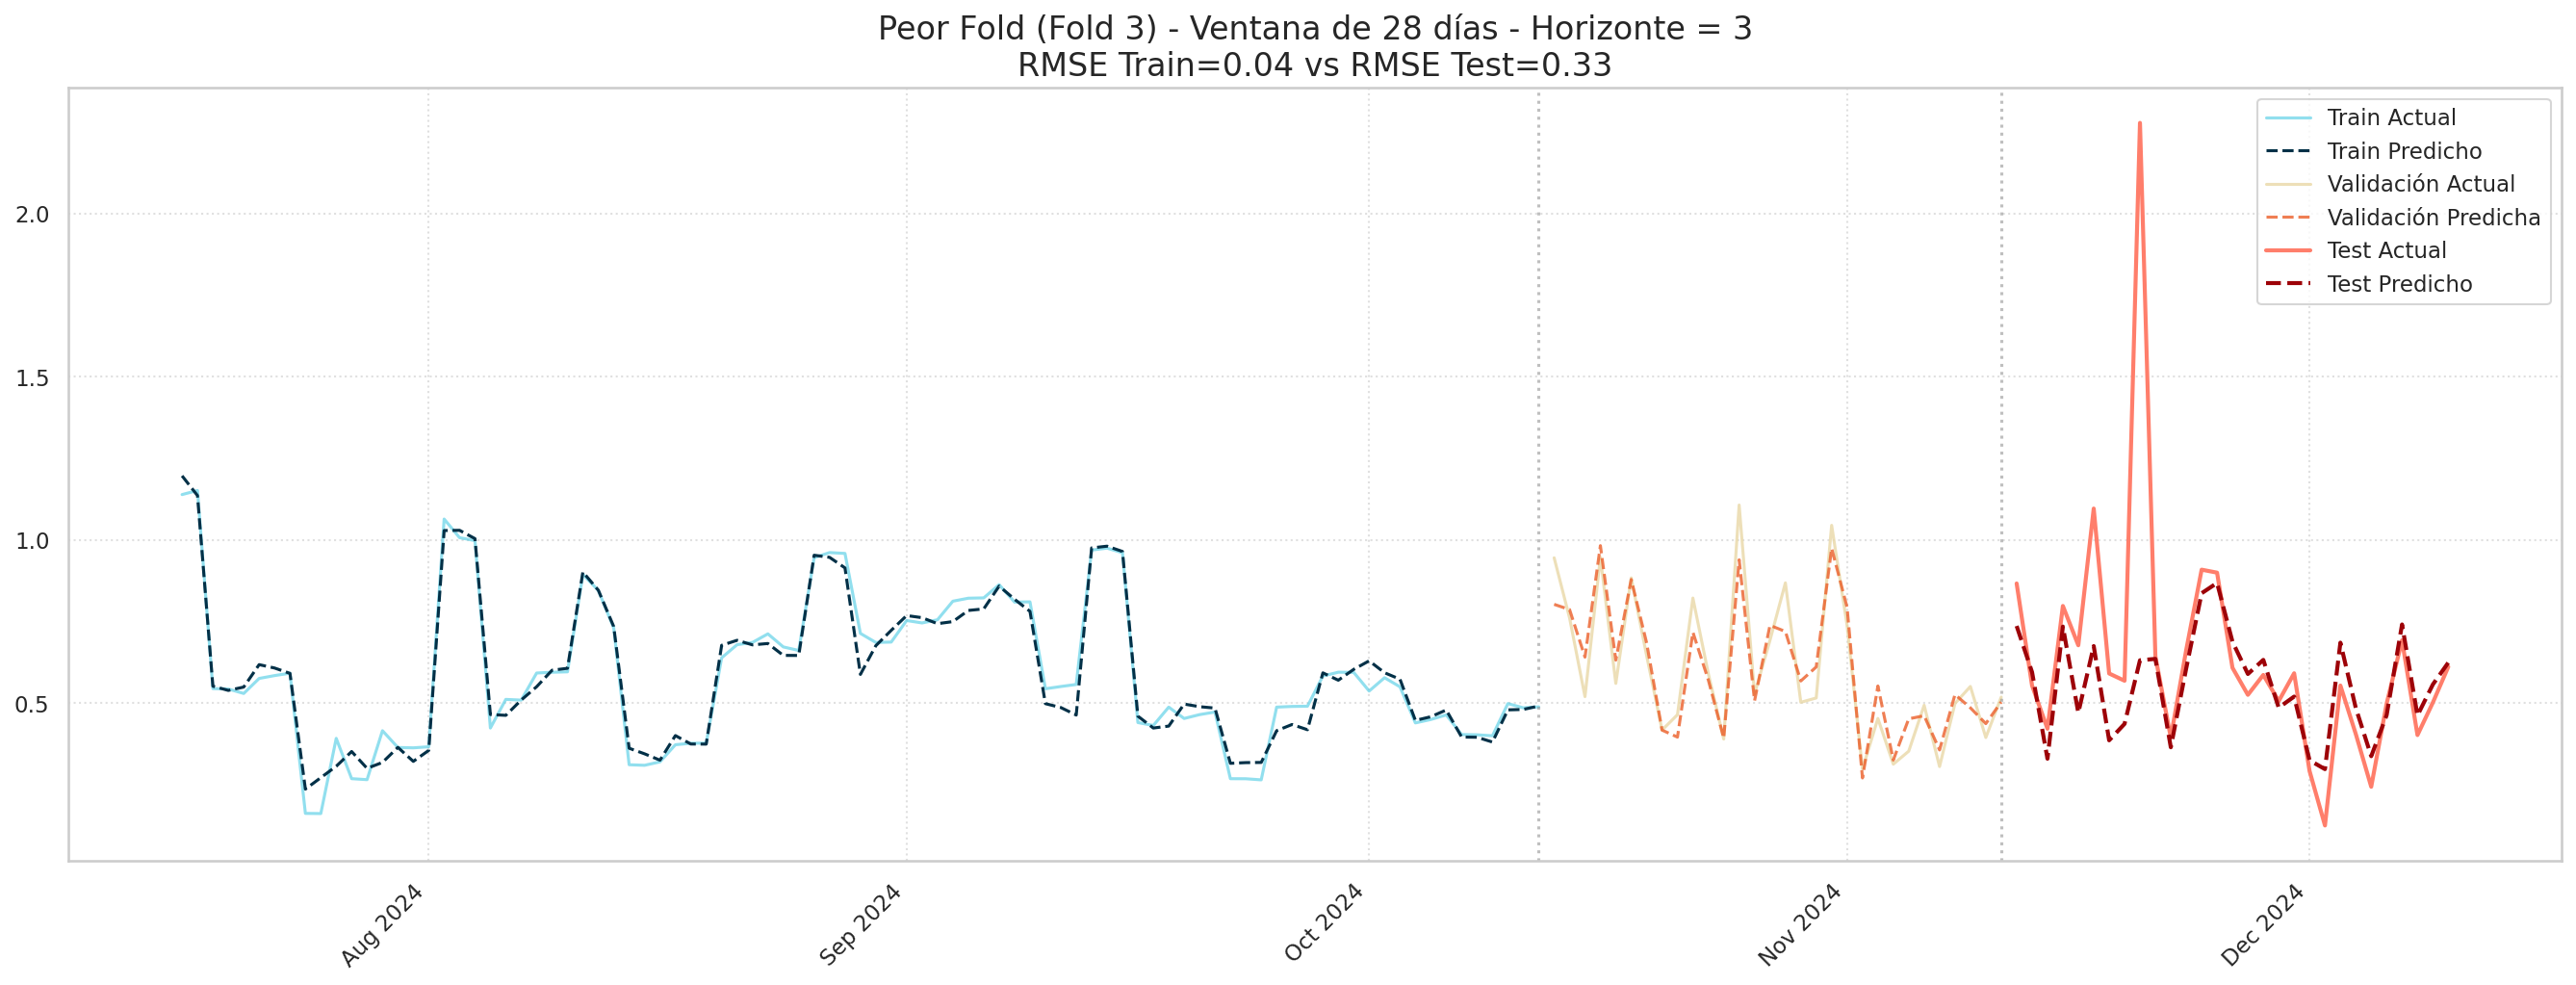 Peor Fold (Fold 3) - Ventana de 28 días - Horizonte = 3
RMSE Train=0.04 vs RMSE Test=0.33
Train Actual
Train Predicho
Validación Actual
Validación Predicha
Test Actual
Test Predicho
2.0
1.5
1.0
0.5
Aug 2024
Sep 2024
Oct 2024
Nov 2024
Dec 2024